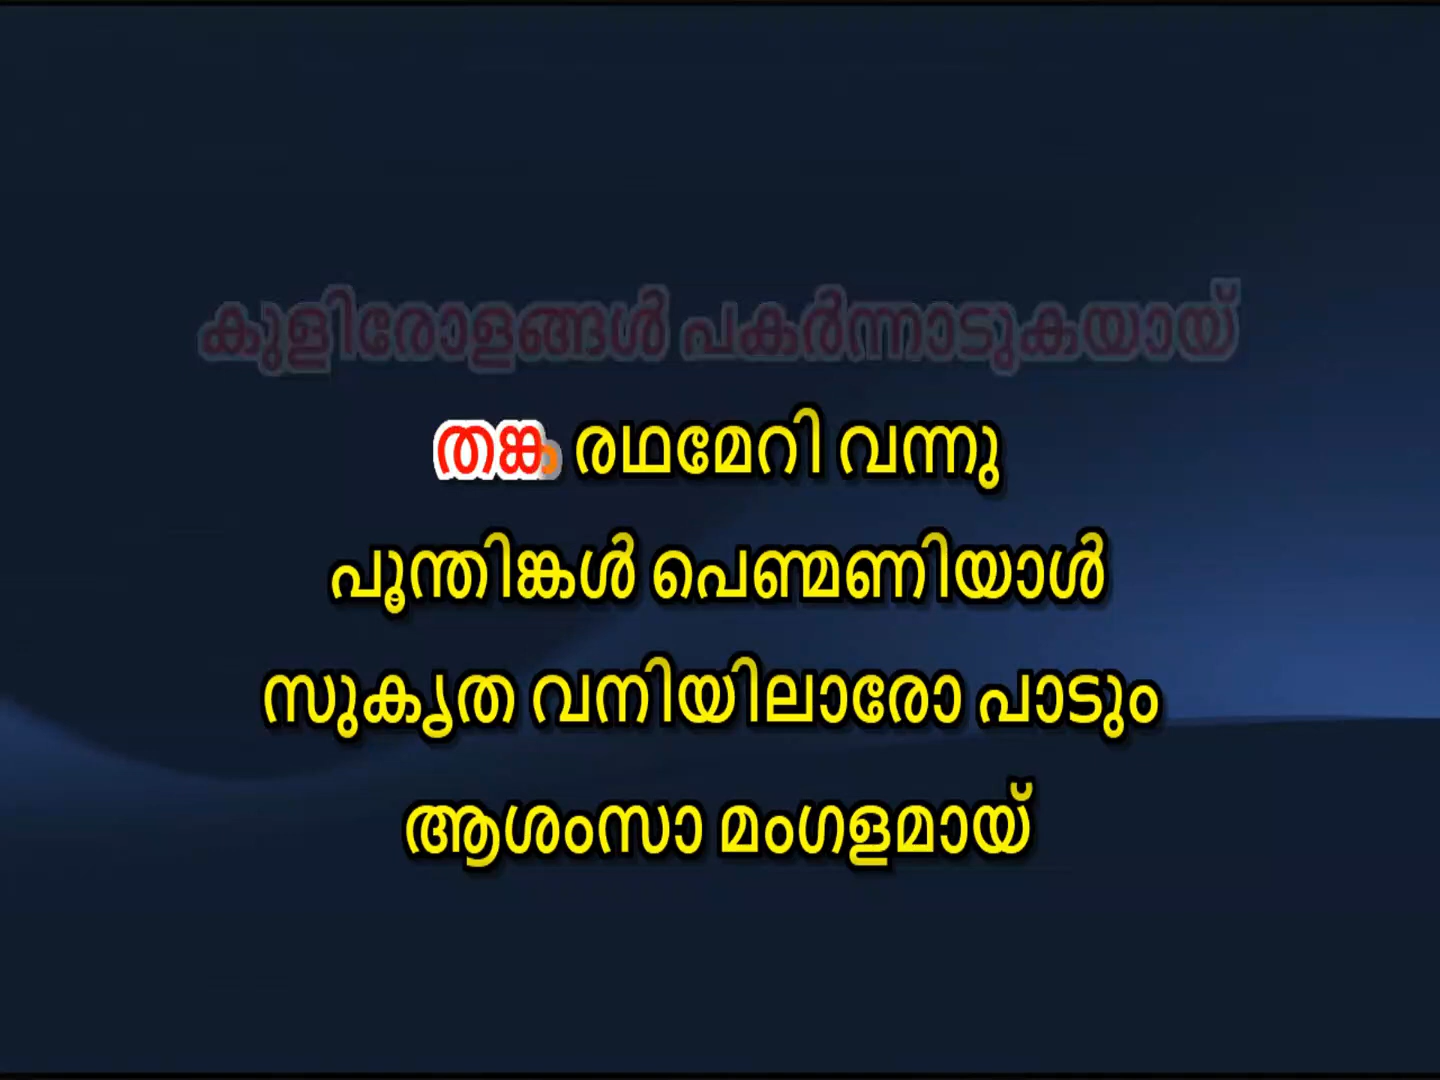 കുളിരോളങ്ങൾ പകർന്നാടുകയായ്
തങ്ക രഥമേറി വന്നു
പൂന്തിങ്കൾ പെണ്മണിയാൾ
സുകൃത വനിയിലാരോ പാടും
ആശംസാ മംഗളമായ്